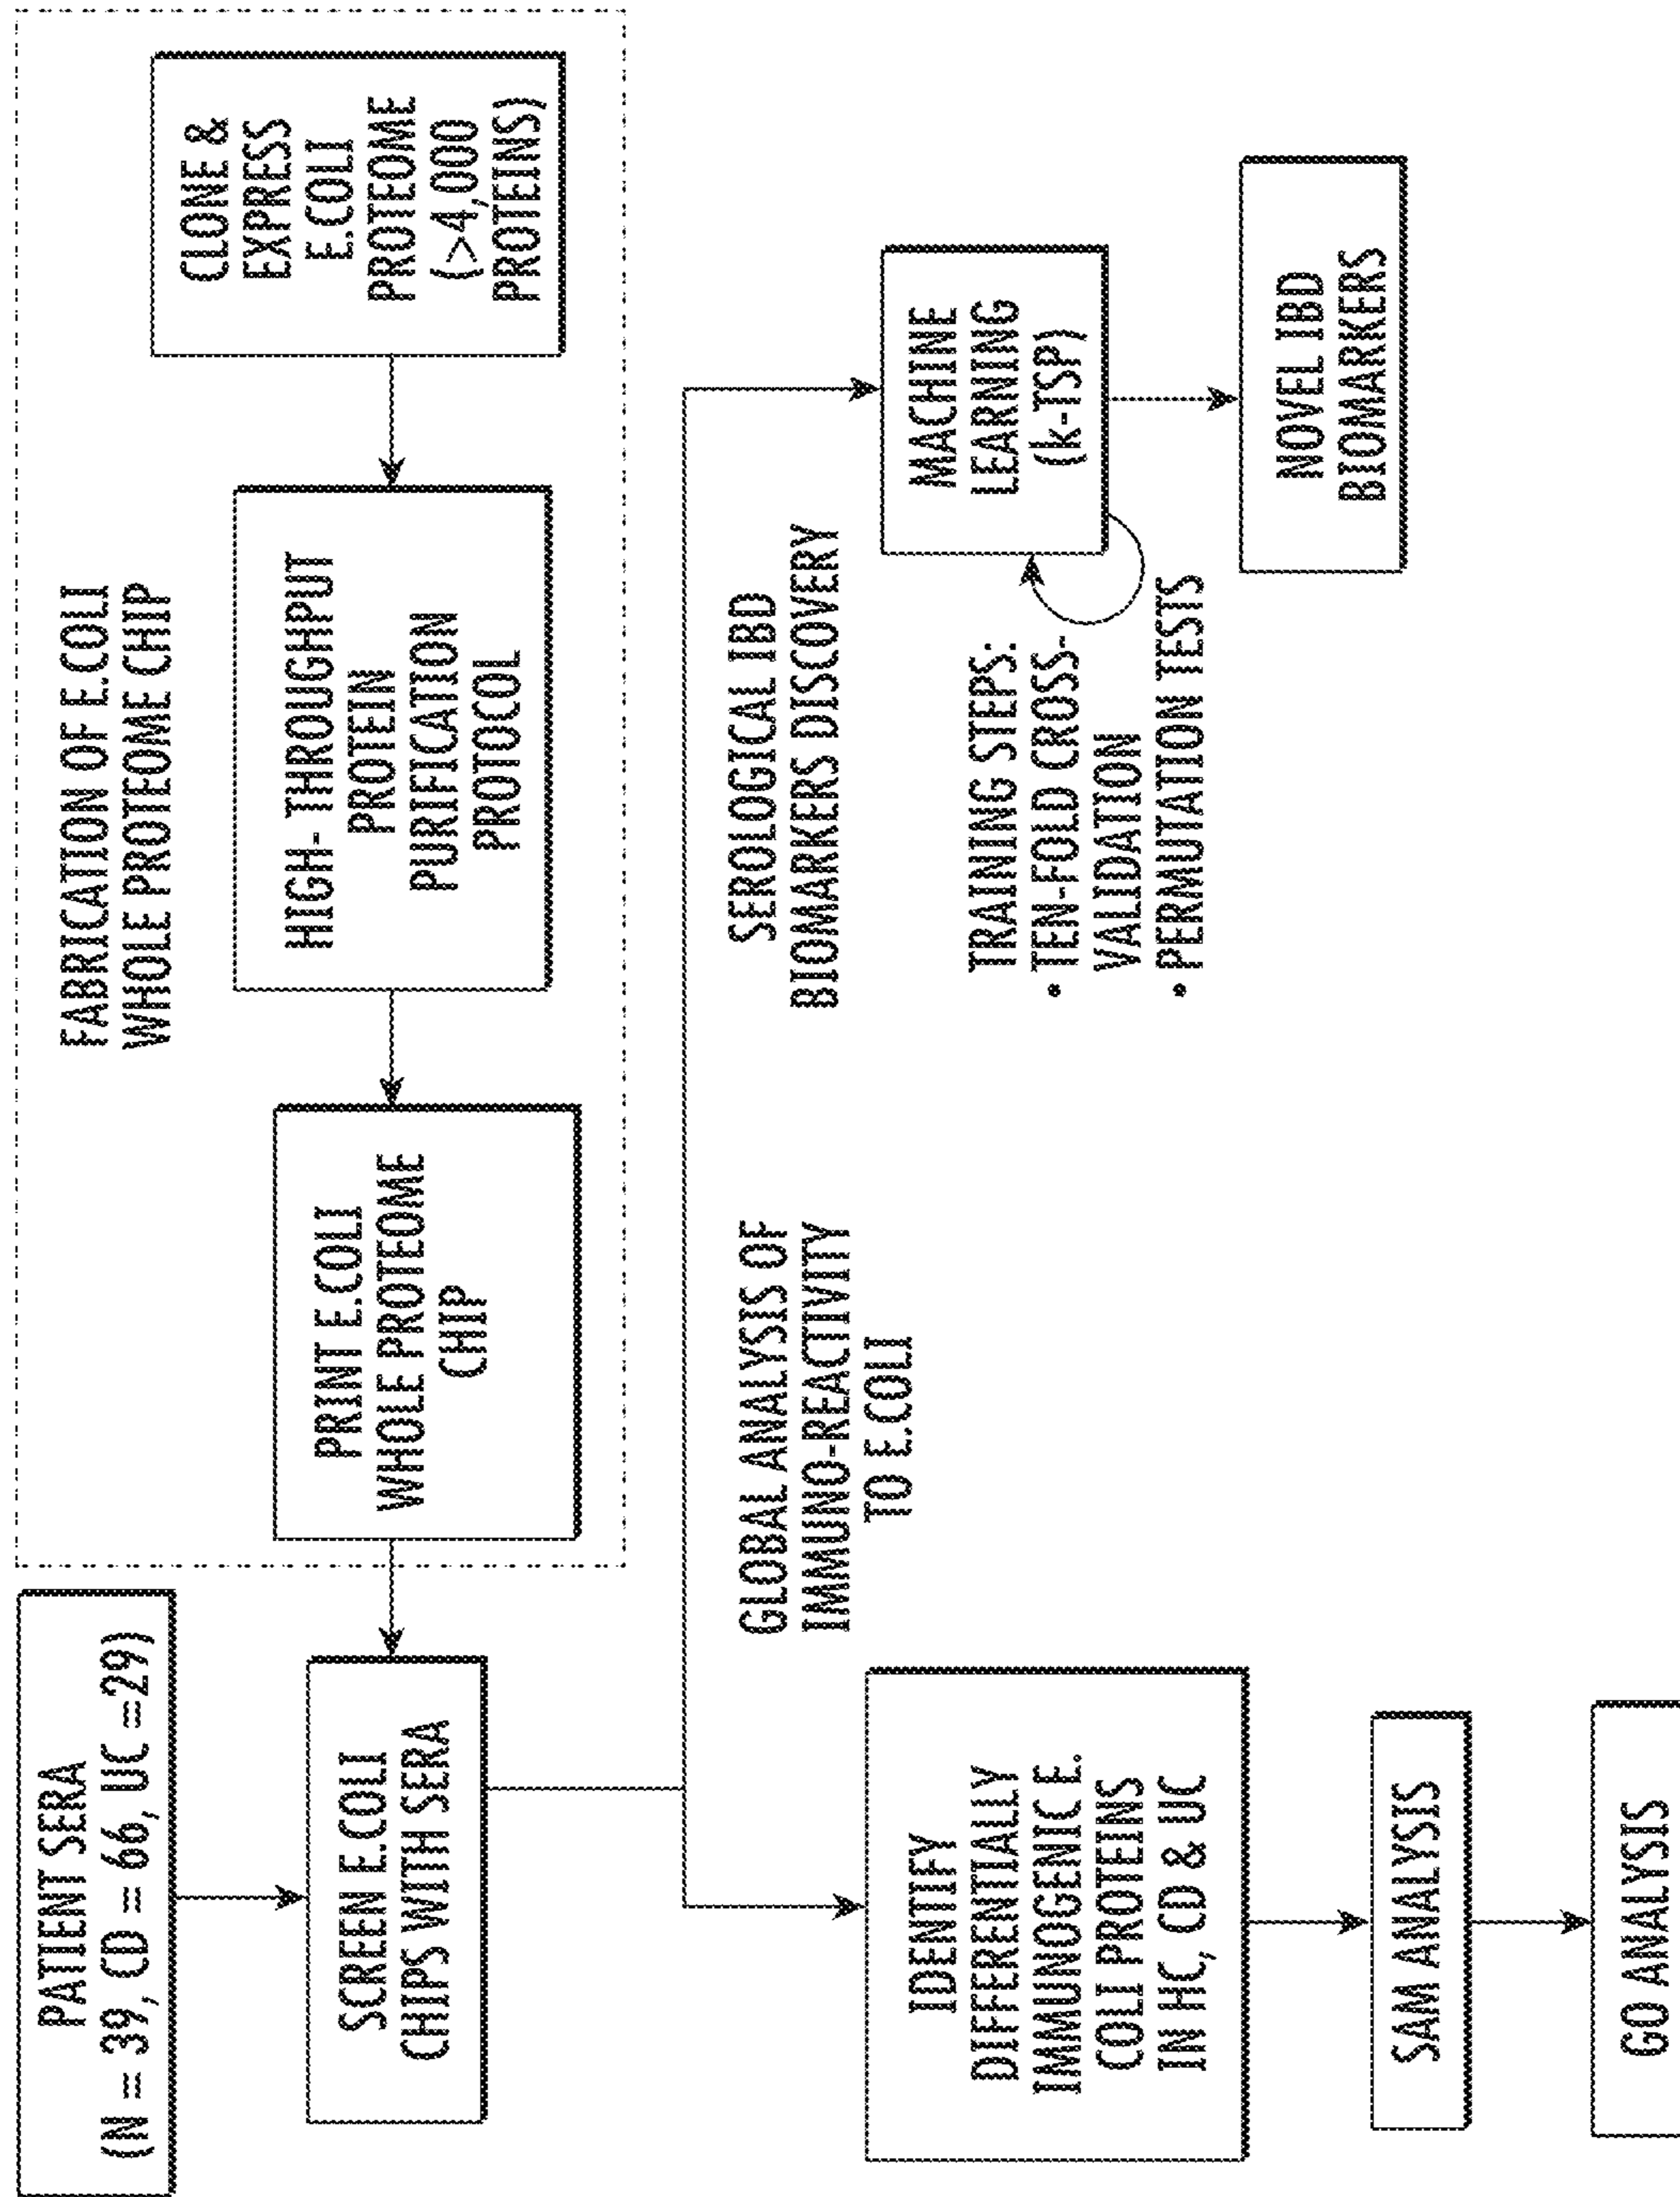 PATIENT SERA
(N = 39, CD = 66, UC =29)
SCREEN E.COLI
CHIPS WITH SERA
FABRICATION OF E.COLI
WHOLE PROTEOME CHIP
PRINT E.COLI
WHOLE PROTEOME
CHIP
HIGH- THROUGHPUT
PROTEIN
PURIFICATION
PROTOCOL
CLONE &
EXPRESS
E.COLI
PROTEOME
(>4,000
PROTEINS)
GLOBAL ANALYSIS OF
IMMUNO-REACTIVITY
TO E.COLI
SEROLOGICAL IBD
BIOMARKERS DISCOVERY
IDENTIFY
DIFFERENTIALLY
IMMUNOGENIC E.
COLI PROTEINS
IN HC, CD & UC
SAM ANALYSIS
GO ANALYSIS
TRAINING STEPS:
• TEN-FOLD CROSS-
VALIDATION
• PERMUTATION TESTS
MACHINE
LEARNING
(k-TSP)
NOVEL IBD
BIOMARKERS